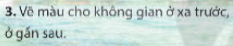 3. Vẽ màu cho không gian ở xa trước,
ở gần sau.